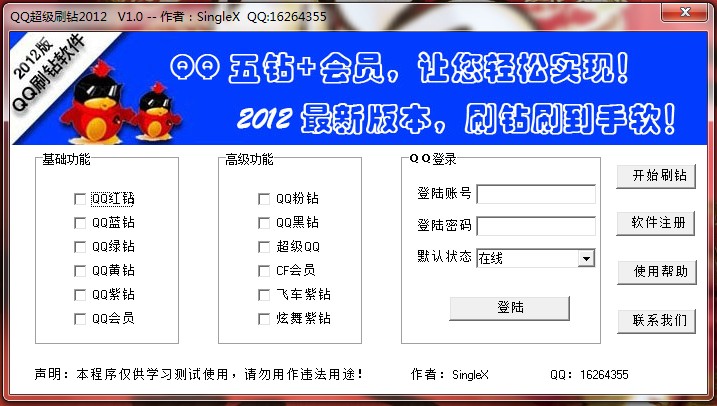 QQ超级刷钻2012 V1.0 -- 作者：SingleX QQ:16264355
2012版
QQ刷钻软件
QQ 五钻+会员，让您轻松实现！
2012 最新版本，刷钻刷到手软！
基础功能
QQ红钻
QQ蓝钻
QQ绿钻
QQ黄钻
QQ紫钻
QQ会员
高级功能
QQ粉钻
QQ黑钻
超级QQ
CF会员
飞车紫钻
炫舞紫钻
ＱＱ登录
登陆账号
登陆密码
默认状态 在线
登陆
开始刷钻
软件注册
使用帮助
联系我们
声明：本程序仅供学习测试使用，请勿用作违法用途！ 作者：SingleX QQ：16264355